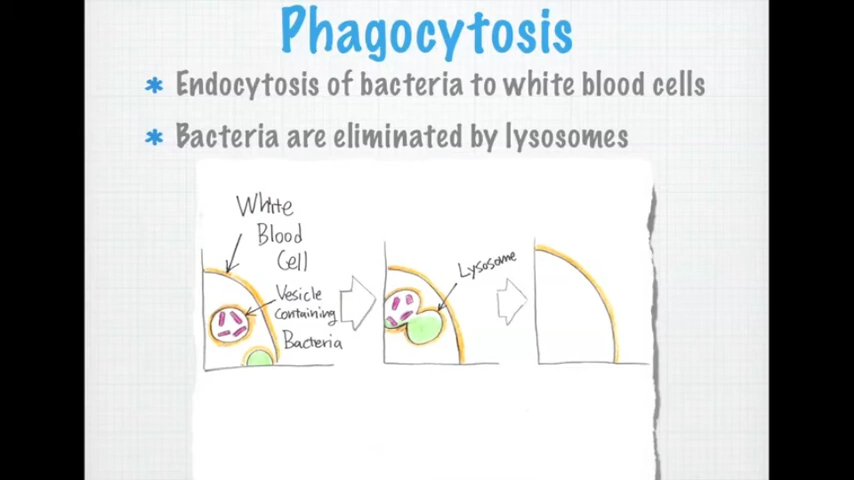 Phagocytosis
* Endocytosis of bacteria to white blood cells
* Bacteria are eliminated by lysosomes
White
Blood
Cell
Vesicle
containing
Bacteria
Lysosome